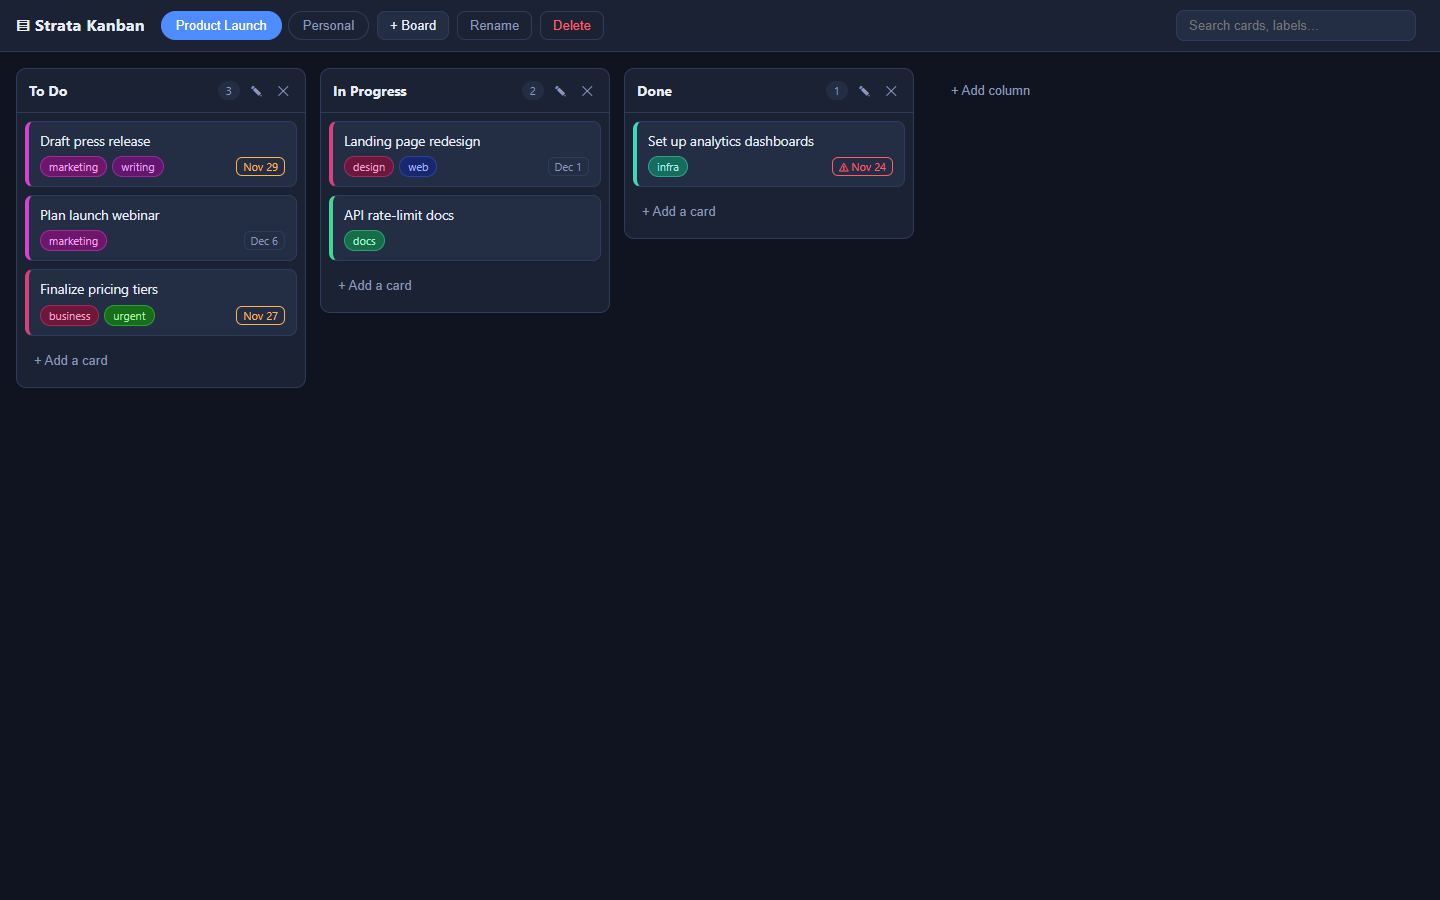 Strata Kanban
Product Launch
Personal
+ Board
Rename
Delete
Search cards, labels...
To Do
3
Draft press release
marketing
writing
Nov 29
Plan launch webinar
marketing
Dec 6
Finalize pricing tiers
business
urgent
Nov 27
+ Add a card
In Progress
2
Landing page redesign
design
web
Dec 1
API rate-limit docs
docs
+ Add a card
Done
1
Set up analytics dashboards
infra
⚠ Nov 24
+ Add a card
+ Add column